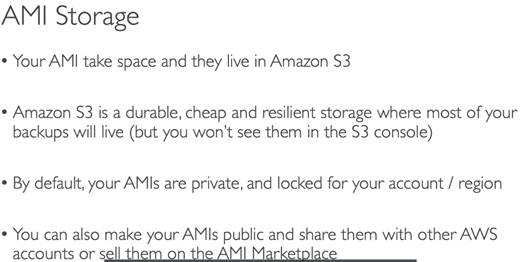 AMI Storage
• Your AMI take space and they live in Amazon S3
• Amazon S3 is a durable, cheap and resilient storage where most of your
backups will live (but you won't see them in the S3 console)
• By default, your AMIs are private, and locked for your account / region
• You can also make your AMIs public and share them with other AWS
accounts or sell them on the AMI Marketplace